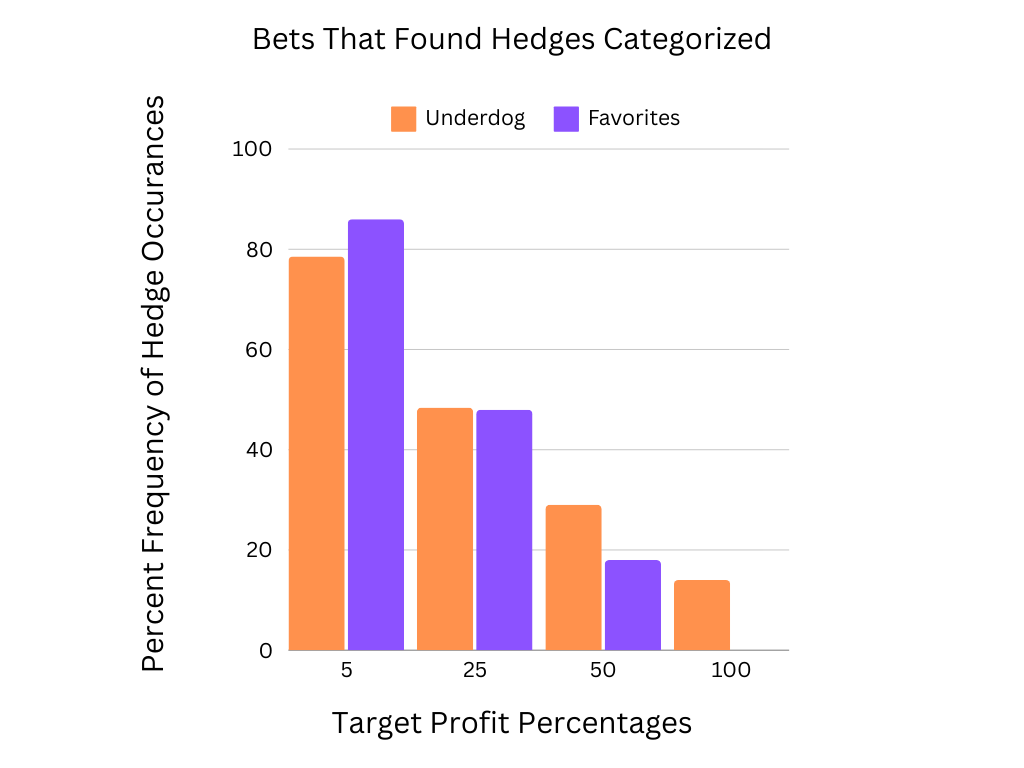 Bets That Found Hedges Categorized
Underdog Favorites
Percent Frequency of Hedge Occurances
100
80
60
40
20
0
5 25 50 100
Target Profit Percentages